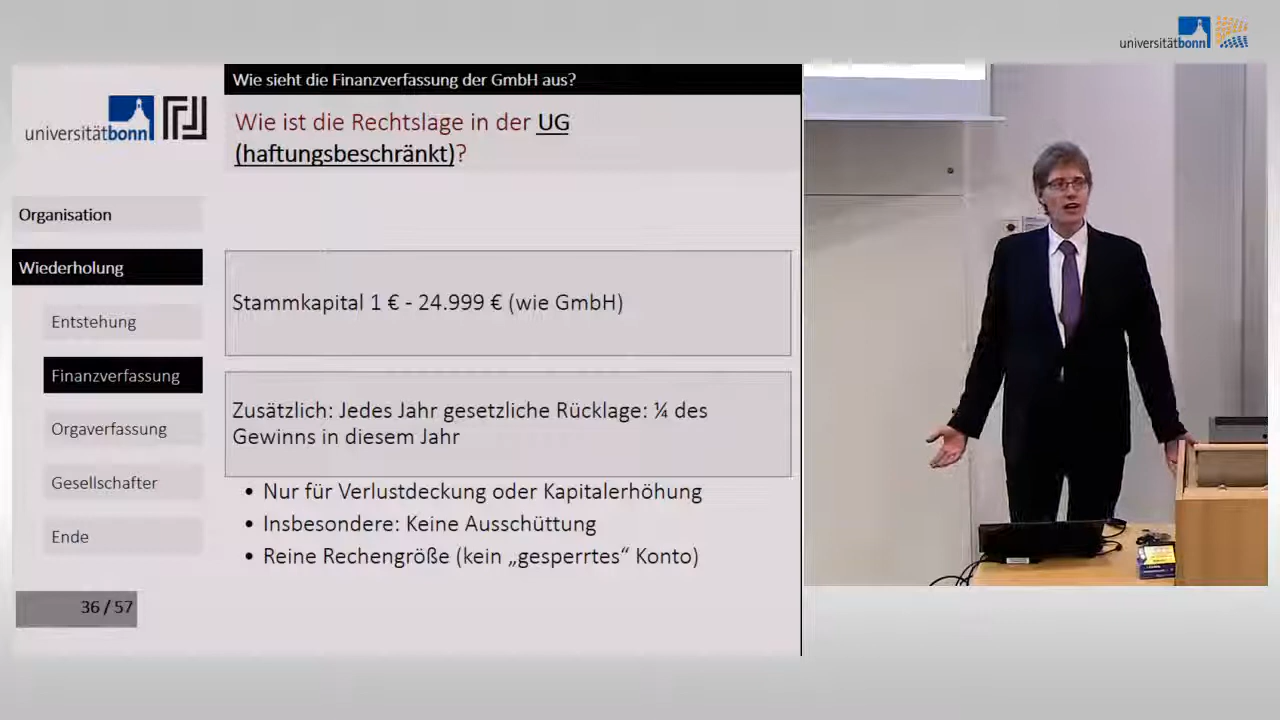 universitätbonn
Wie sieht die Finanzverfassung der GmbH aus?
universitätbonn
Wie ist die Rechtslage in der UG
(haftungsbeschränkt)?
Organisation
Wiederholung
Entstehung
Finanzverfassung
Orgaverfassung
Gesellschafter
Ende
36 / 57
Stammkapital 1 € - 24.999 € (wie GmbH)
Zusätzlich: Jedes Jahr gesetzliche Rücklage: ¼ des
Gewinns in diesem Jahr
• Nur für Verlustdeckung oder Kapitalerhöhung
• Insbesondere: Keine Ausschüttung
• Reine Rechengröße (kein „gesperrtes“ Konto)